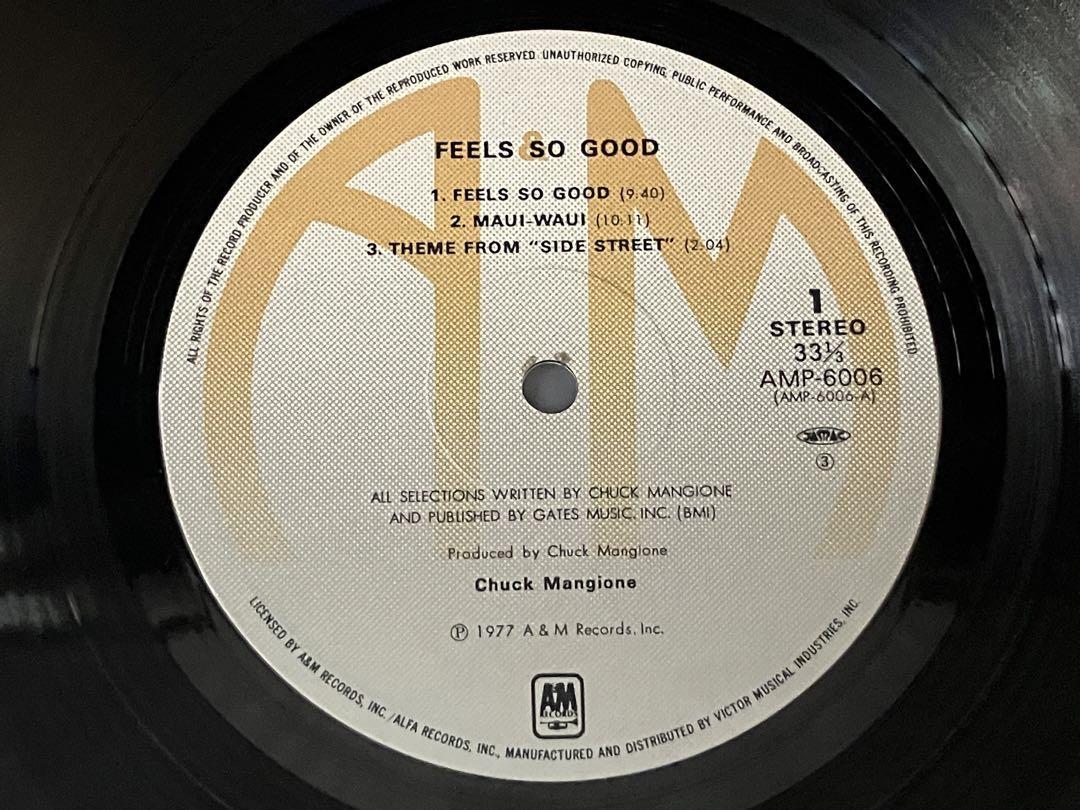 ALL RIGHTS OF THE RECORD PRODUCER AND OF THE OWNER OF THE REPRODUCED WORK RESERVED. UNAUTHORIZED COPYING, PUBLIC PERFORMANCE AND BROADCASTING OF THIS RECORDING PROHIBITED
A&M
FEELS SO GOOD
1. FEELS SO GOOD (9:40)
2. MAUI-WAUI (10:11)
3. THEME FROM "SIDE STREET" (2:04)
1
STEREO
33⅓
AMP-6006
(AMP-6006-A)
③
ALL SELECTIONS WRITTEN BY CHUCK MANGIONE
AND PUBLISHED BY GATES MUSIC, INC. (BMI)
Produced by Chuck Mangione
Chuck Mangione
℗ 1977 A & M Records, Inc.
A&M
RECORDS
LICENSED BY A&M RECORDS, INC./ALFA RECORDS, INC., MANUFACTURED AND DISTRIBUTED BY VICTOR MUSICAL INDUSTRIES, INC.